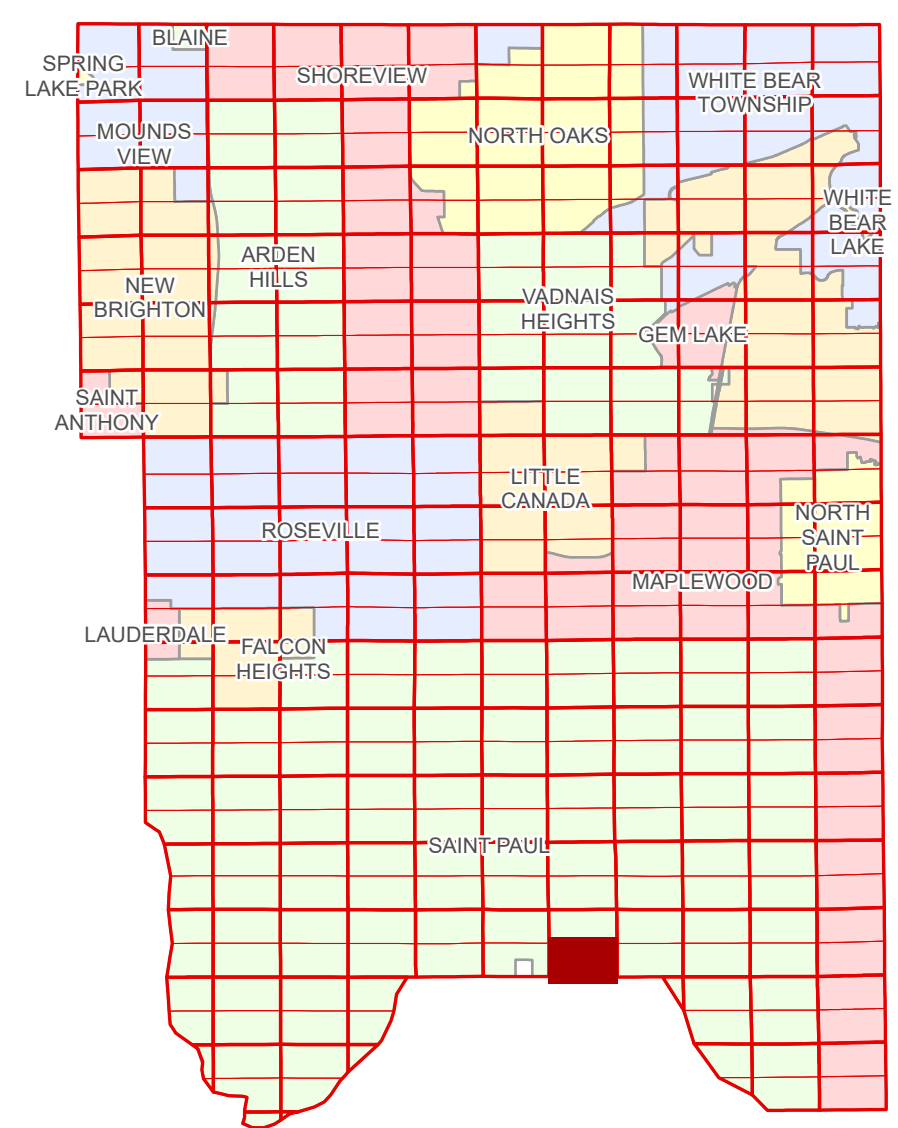 BLAINE
SPRING
LAKE PARK
SHOREVIEW
WHITE BEAR
TOWNSHIP
MOUNDS
VIEW
NORTH OAKS
WHITE
BEAR
LAKE
ARDEN
HILLS
NEW
BRIGHTON
VADNAIS
HEIGHTS
GEM LAKE
SAINT
ANTHONY
LITTLE
CANADA
NORTH
SAINT
PAUL
ROSEVILLE
MAPLEWOOD
LAUDERDALE
FALCON
HEIGHTS
SAINT PAUL